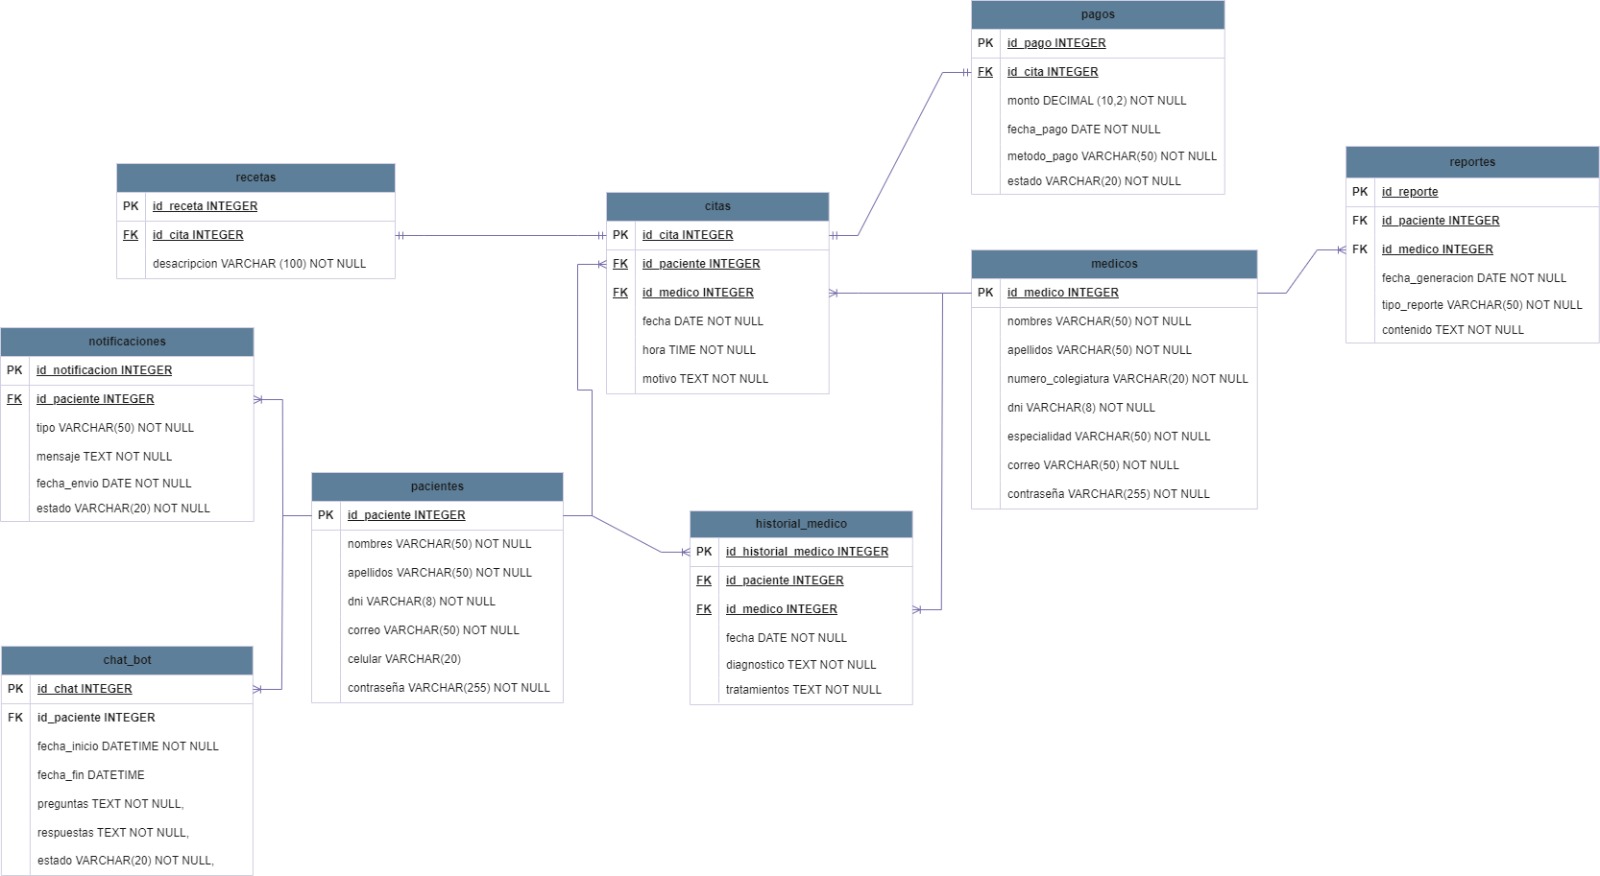 pagos
PK id_pago INTEGER
FK id_cita INTEGER
monto DECIMAL (10,2) NOT NULL
fecha_pago DATE NOT NULL
metodo_pago VARCHAR(50) NOT NULL
estado VARCHAR(20) NOT NULL
reportes
PK id_reporte
FK id_paciente INTEGER
FK id_medico INTEGER
fecha_generacion DATE NOT NULL
tipo_reporte VARCHAR(50) NOT NULL
contenido TEXT NOT NULL
recetas
PK id_receta INTEGER
FK id_cita INTEGER
desacripcion VARCHAR (100) NOT NULL
citas
PK id_cita INTEGER
FK id_paciente INTEGER
FK id_medico INTEGER
fecha DATE NOT NULL
hora TIME NOT NULL
motivo TEXT NOT NULL
medicos
PK id_medico INTEGER
nombres VARCHAR(50) NOT NULL
apellidos VARCHAR(50) NOT NULL
numero_colegiatura VARCHAR(20) NOT NULL
dni VARCHAR(8) NOT NULL
especialidad VARCHAR(50) NOT NULL
correo VARCHAR(50) NOT NULL
contraseña VARCHAR(255) NOT NULL
notificaciones
PK id_notificacion INTEGER
FK id_paciente INTEGER
tipo VARCHAR(50) NOT NULL
mensaje TEXT NOT NULL
fecha_envio DATE NOT NULL
estado VARCHAR(20) NOT NULL
pacientes
PK id_paciente INTEGER
nombres VARCHAR(50) NOT NULL
apellidos VARCHAR(50) NOT NULL
dni VARCHAR(8) NOT NULL
correo VARCHAR(50) NOT NULL
celular VARCHAR(20)
contraseña VARCHAR(255) NOT NULL
historial_medico
PK id_historial_medico INTEGER
FK id_paciente INTEGER
FK id_medico INTEGER
fecha DATE NOT NULL
diagnostico TEXT NOT NULL
tratamientos TEXT NOT NULL
chat_bot
PK id_chat INTEGER
FK id_paciente INTEGER
fecha_inicio DATETIME NOT NULL
fecha_fin DATETIME
preguntas TEXT NOT NULL,
respuestas TEXT NOT NULL,
estado VARCHAR(20) NOT NULL,